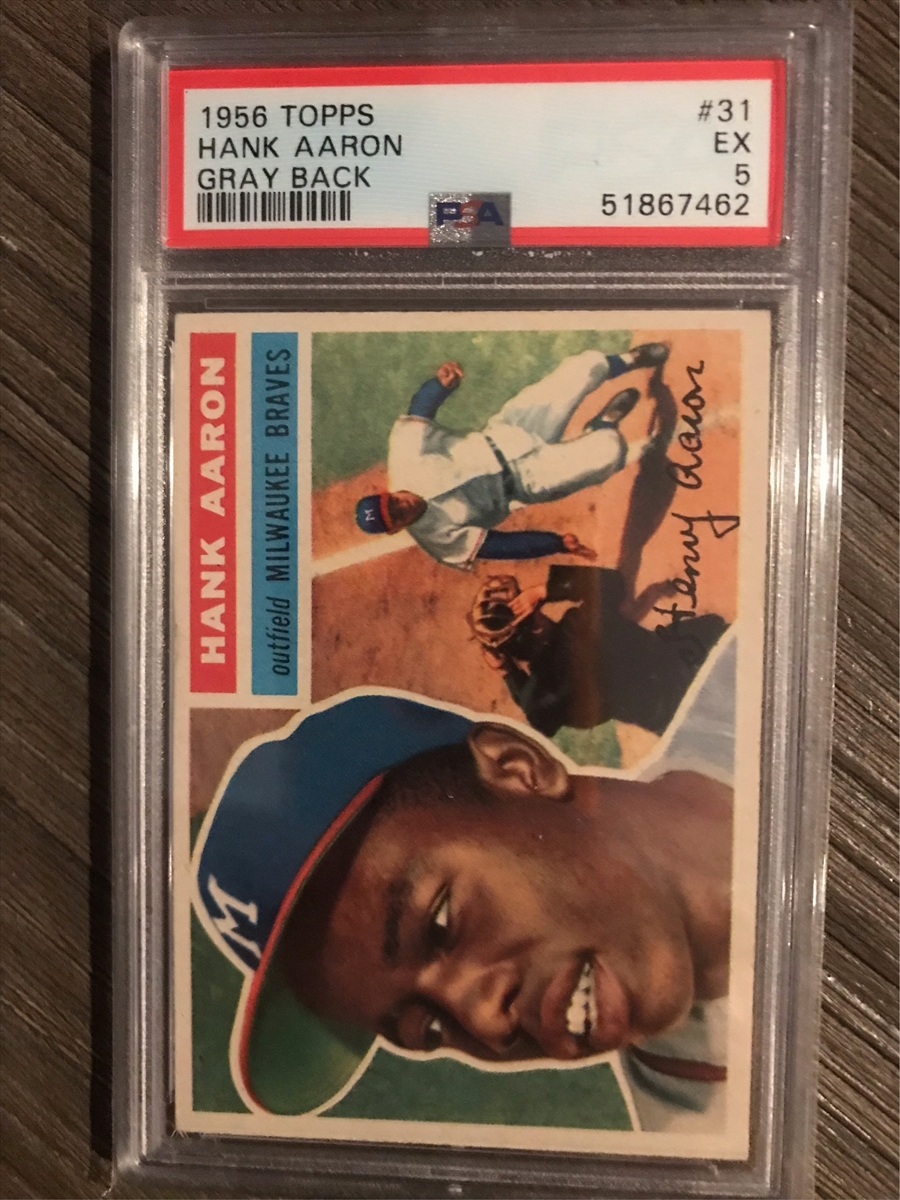 1956 TOPPS #31
HANK AARON EX
GRAY BACK 5
51867462
PSA
HANK AARON
outfield MILWAUKEE BRAVES
M
Henry Aaron
M